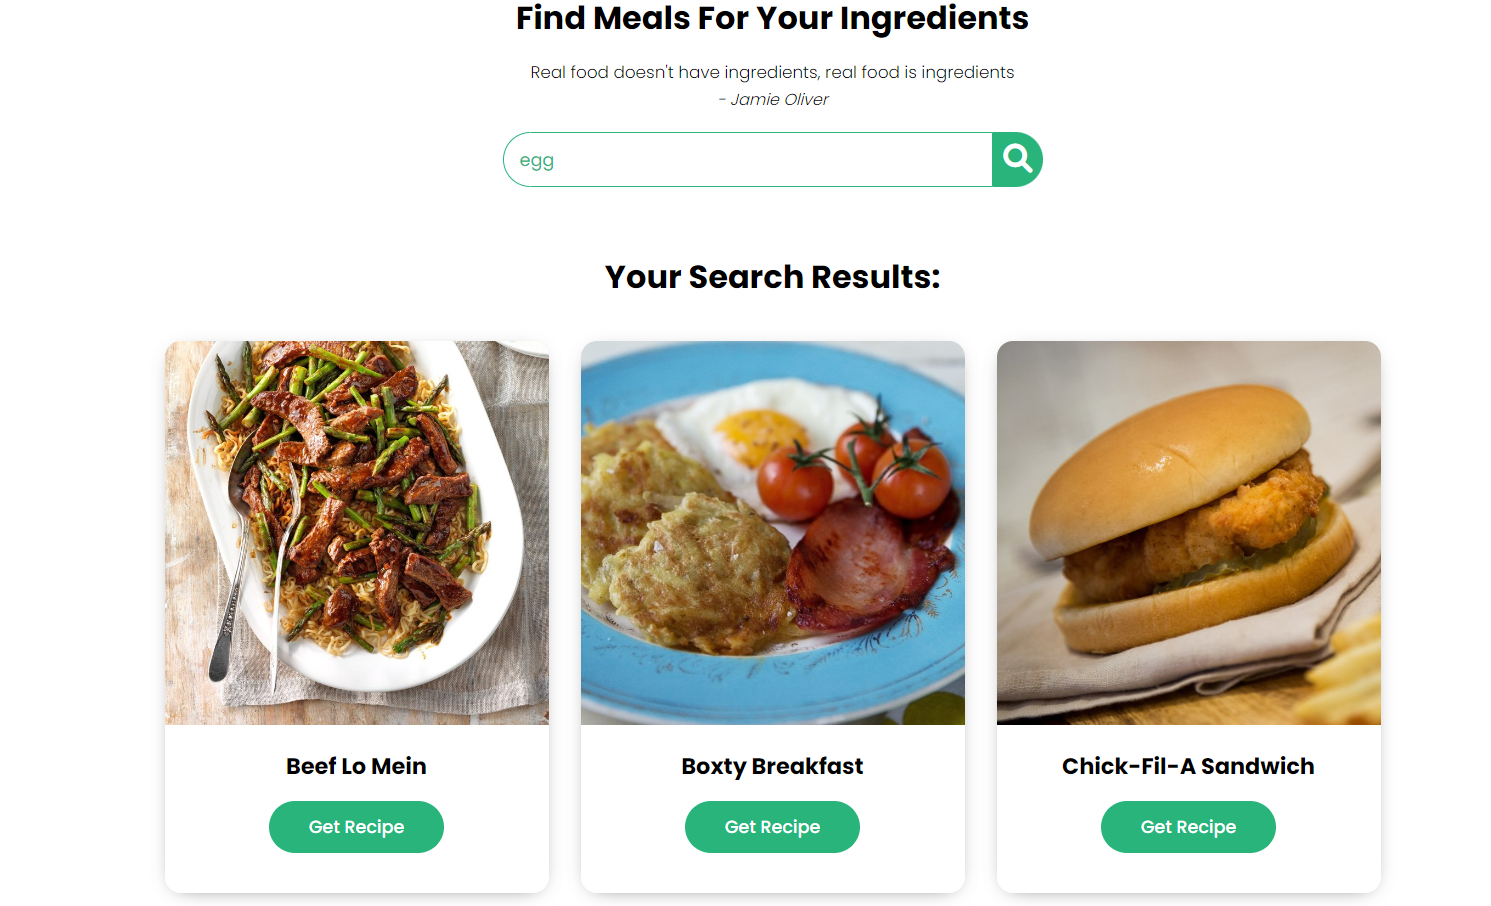 Find Meals For Your Ingredients
Real food doesn't have ingredients, real food is ingredients
- Jamie Oliver
egg
Your Search Results:
Beef Lo Mein
Get Recipe
Boxty Breakfast
Get Recipe
Chick-Fil-A Sandwich
Get Recipe